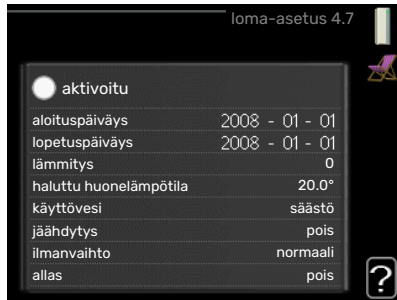 loma-asetus 4.7
aktivoitu
aloituspäiväys 2008 - 01 - 01
lopetuspäiväys 2008 - 01 - 01
lämmitys 0
haluttu huonelämpötila 20.0°
käyttövesi säästö
jäähdytys pois
ilmanvaihto normaali
allas pois
?